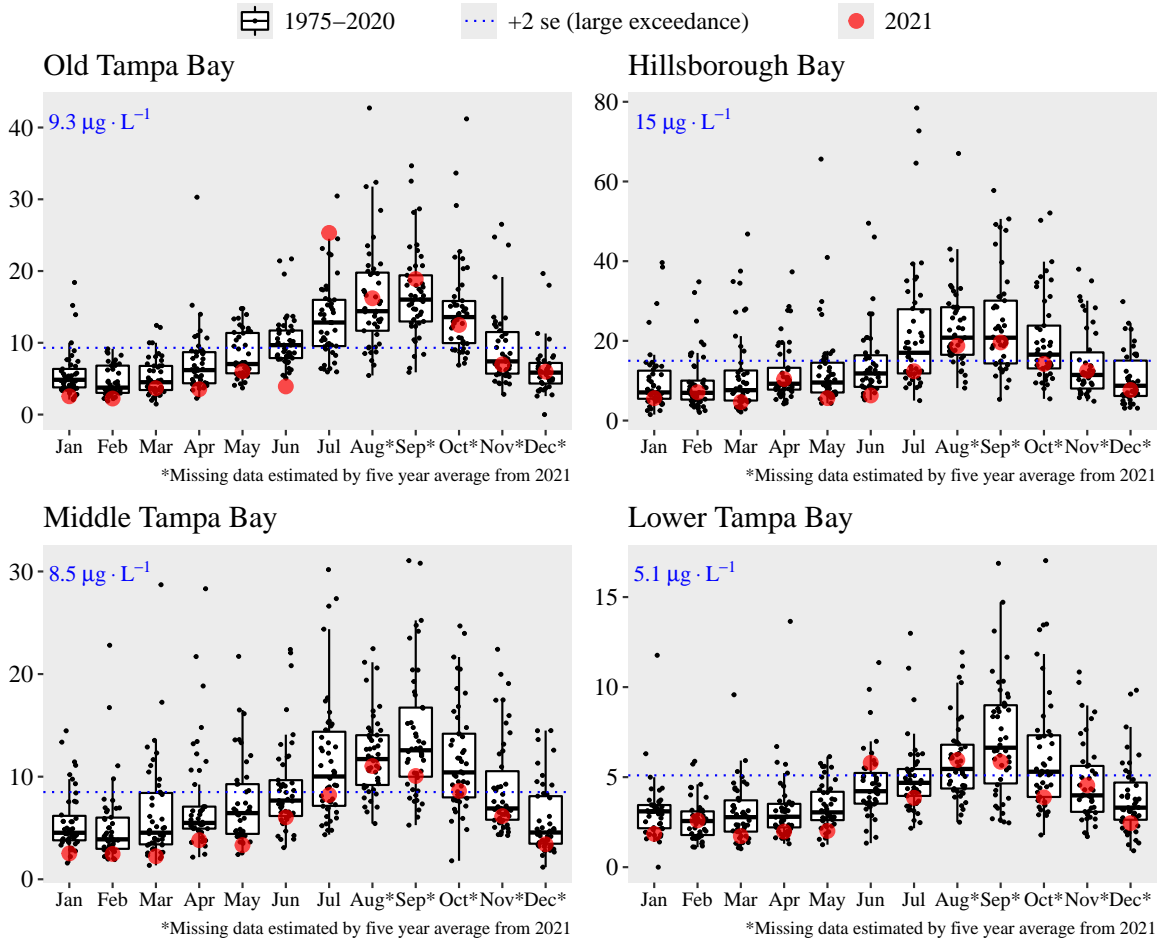 1975−2020 +2 se (large exceedance) 2021
Old Tampa Bay
9.3 μg · L⁻¹
40
30
20
10
0
Jan Feb Mar Apr May Jun Jul Aug* Sep* Oct* Nov* Dec*
*Missing data estimated by five year average from 2021
Hillsborough Bay
15 μg · L⁻¹
80
60
40
20
0
Jan Feb Mar Apr May Jun Jul Aug* Sep* Oct* Nov* Dec*
*Missing data estimated by five year average from 2021
Middle Tampa Bay
8.5 μg · L⁻¹
30
20
10
0
Jan Feb Mar Apr May Jun Jul Aug* Sep* Oct* Nov* Dec*
*Missing data estimated by five year average from 2021
Lower Tampa Bay
5.1 μg · L⁻¹
15
10
5
0
Jan Feb Mar Apr May Jun Jul Aug* Sep* Oct* Nov* Dec*
*Missing data estimated by five year average from 2021